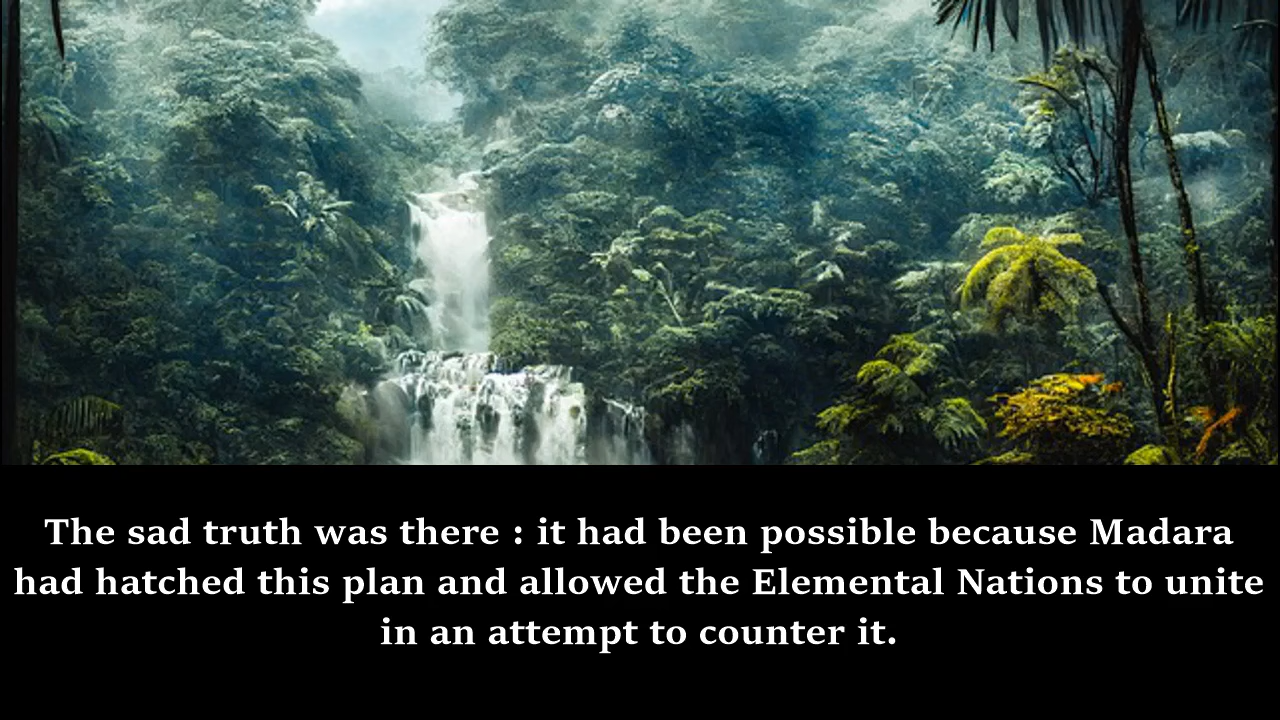 The sad truth was there : it had been possible because Madara
had hatched this plan and allowed the Elemental Nations to unite
in an attempt to counter it.